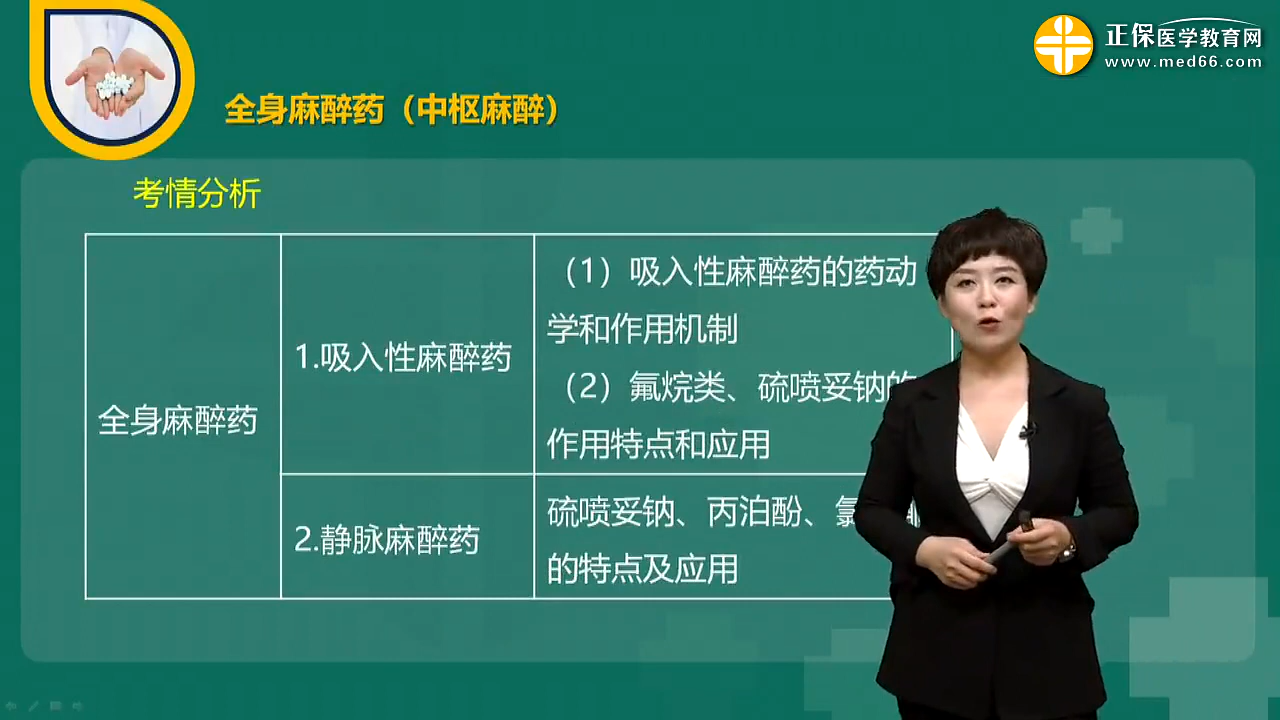 正保医学教育网
www.med66.com
全身麻醉药（中枢麻醉）
考情分析
全身麻醉药
1.吸入性麻醉药
（1）吸入性麻醉药的药动
学和作用机制
（2）氟烷类、硫喷妥钠的
作用特点和应用
2.静脉麻醉药
硫喷妥钠、丙泊酚、氯
的特点及应用